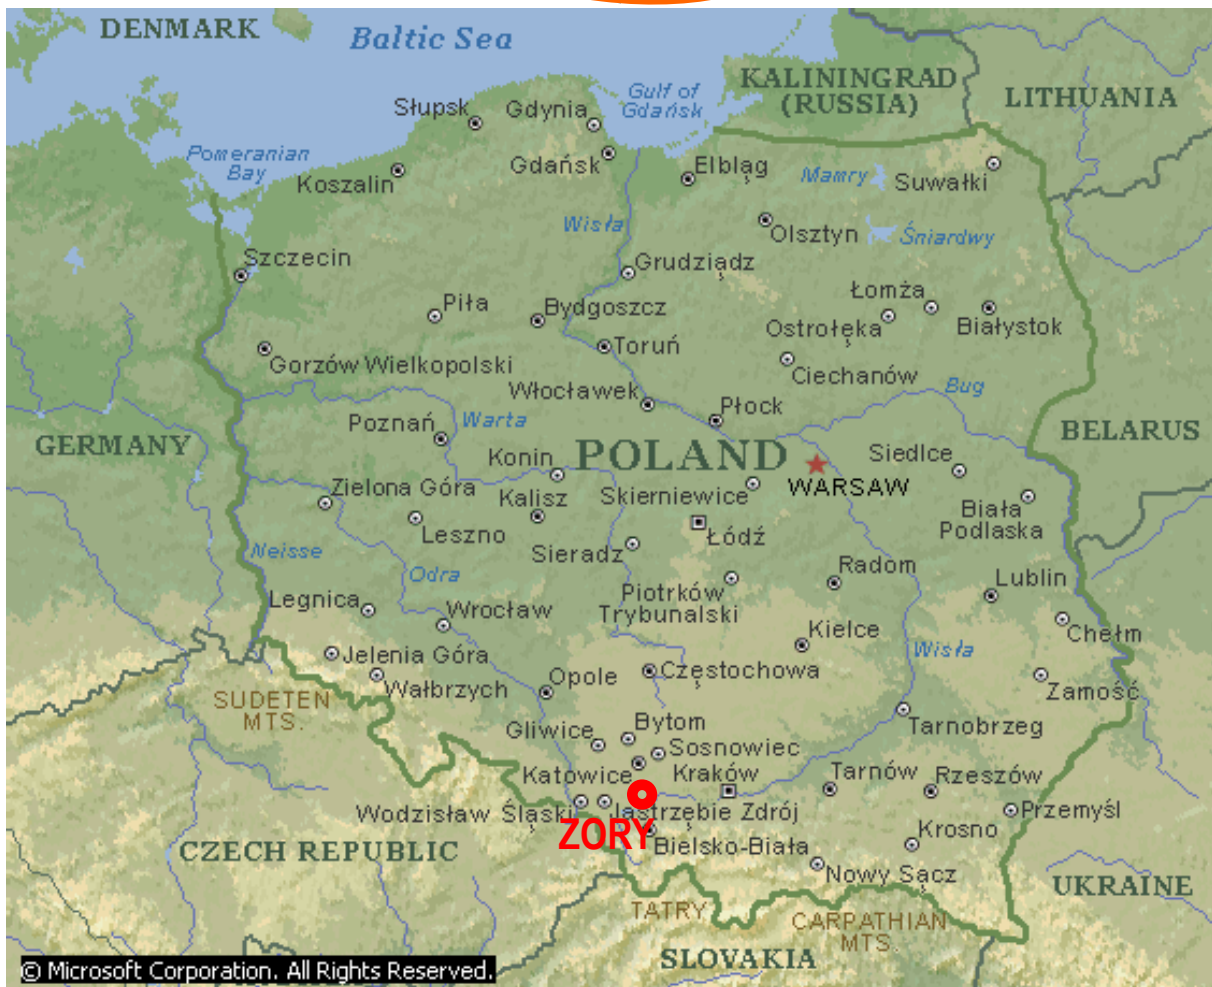 DENMARK
Baltic Sea
Gulf of
Gdańsk
KALININGRAD
(RUSSIA)
LITHUANIA
Słupsk
Gdynia
Pomeranian
Bay
Koszalin
Gdańsk
Elbląg
Mamry
Suwałki
Wisła
Olsztyn
Śniardwy
Szczecin
Grudziądz
Piła
Bydgoszcz
Łomża
Ostrołęka
Białystok
Toruń
Gorzów Wielkopolski
Ciechanów
Włocławek
Płock
Bug
Poznań
Warta
GERMANY
BELARUS
Konin
POLAND
Siedlce
WARSAW
Zielona Góra
Kalisz
Skierniewice
Biała
Podlaska
Leszno
Łódź
Sieradz
Neisse
Odra
Radom
Lublin
Piotrków
Trybunalski
Legnica
Wrocław
Chełm
Kielce
Wisła
Jelenia Góra
Częstochowa
Opole
Wałbrzych
Zamość
SUDETEN
MTS.
Tarnobrzeg
Gliwice
Bytom
Sosnowiec
Katowice
Kraków
Tarnów
Rzeszów
Wodzisław Śląski
Jastrzębie Zdrój
Przemyśl
ZORY
Bielsko-Biała
Krosno
CZECH REPUBLIC
Nowy Sącz
UKRAINE
TATRY
CARPATHIAN
MTS.
SLOVAKIA
© Microsoft Corporation. All Rights Reserved.